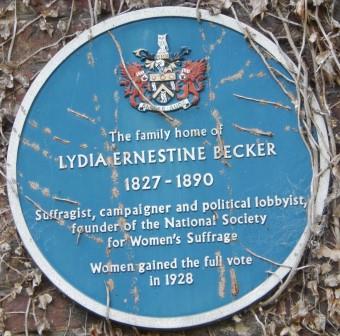 The family home of
LYDIA ERNESTINE BECKER
1827 - 1890
Suffragist, campaigner and political lobbyist,
founder of the National Society
for Women's Suffrage
Women gained the full vote
in 1928